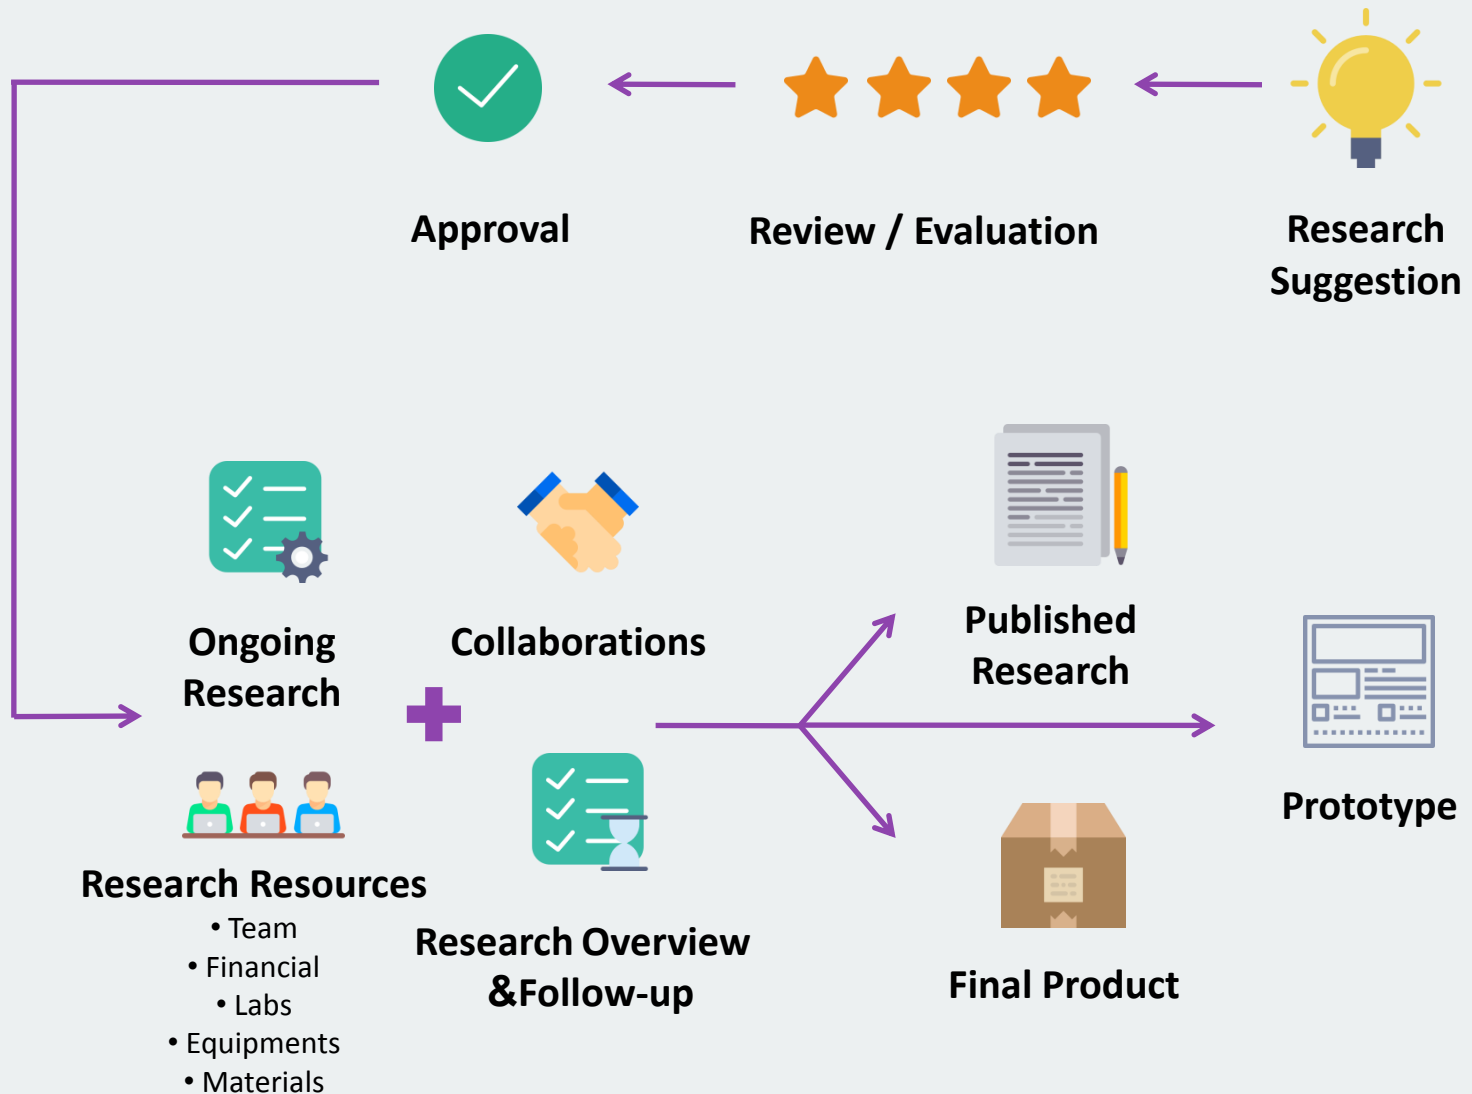 Approval
Review / Evaluation
Research
Suggestion
Ongoing
Research
Collaborations
Published
Research
Prototype
Research Resources
• Team
• Financial
• Labs
• Equipments
• Materials
Research Overview
&Follow-up
Final Product